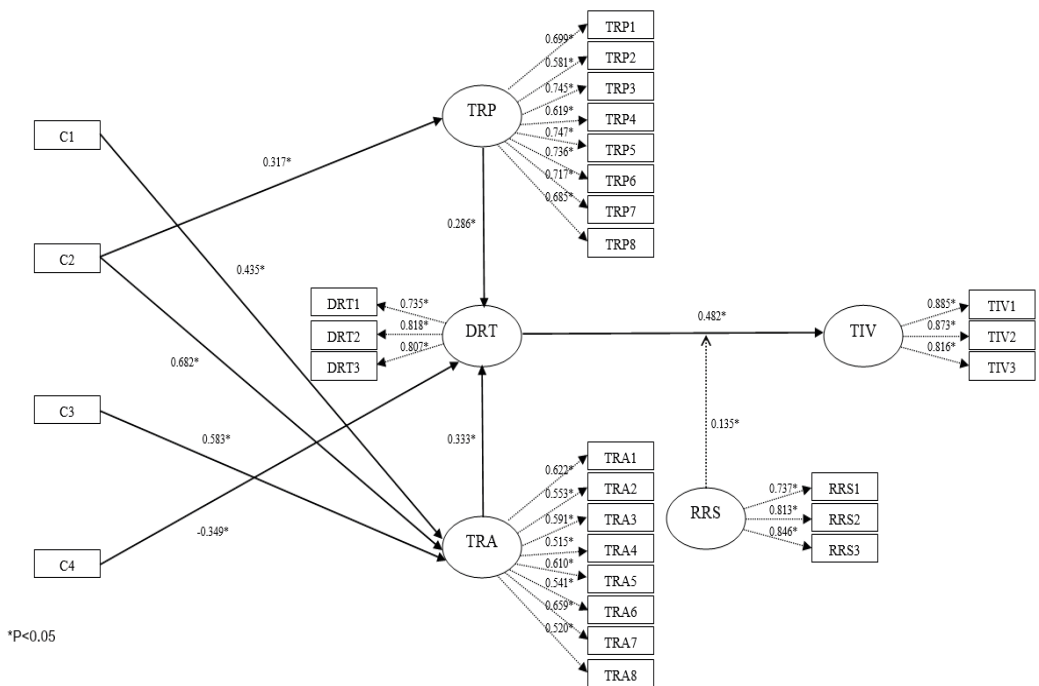 TRP1
0.699*
TRP2
0.581*
TRP3
0.745*
TRP
TRP4
0.619*
C1
TRP5
0.747*
0.736*
TRP6
0.317*
0.717*
TRP7
0.685*
0.286*
TRP8
C2
0.435*
DRT1
0.735*
TIV1
0.885*
DRT
0.482*
TIV
DRT2
0.818*
TIV2
0.873*
DRT3
0.807*
TIV3
0.816*
0.682*
C3
0.583*
0.333*
0.135*
TRA1
0.622*
TRA2
0.553*
RRS1
0.737*
RRS
TRA3
0.591*
RRS2
0.813*
-0.349*
TRA
TRA4
0.515*
RRS3
0.846*
C4
TRA5
0.610*
0.541*
TRA6
0.659*
*P<0.05
TRA7
0.520*
TRA8